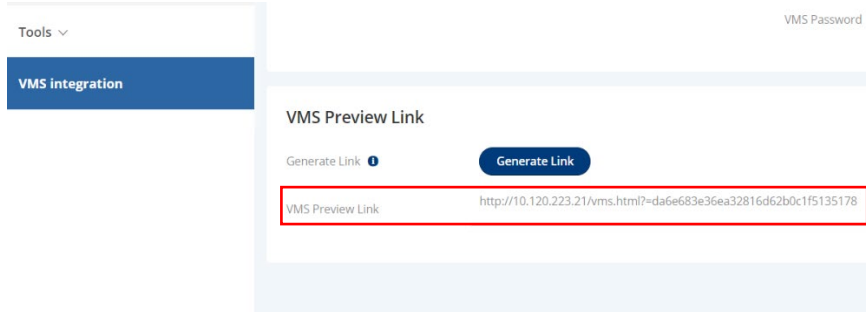 Tools
VMS Password
VMS integration
VMS Preview Link
Generate Link
Generate Link
VMS Preview Link
http://10.120.223.21/vms.html?=da6e683e36ea32816d62b0c1f5135178